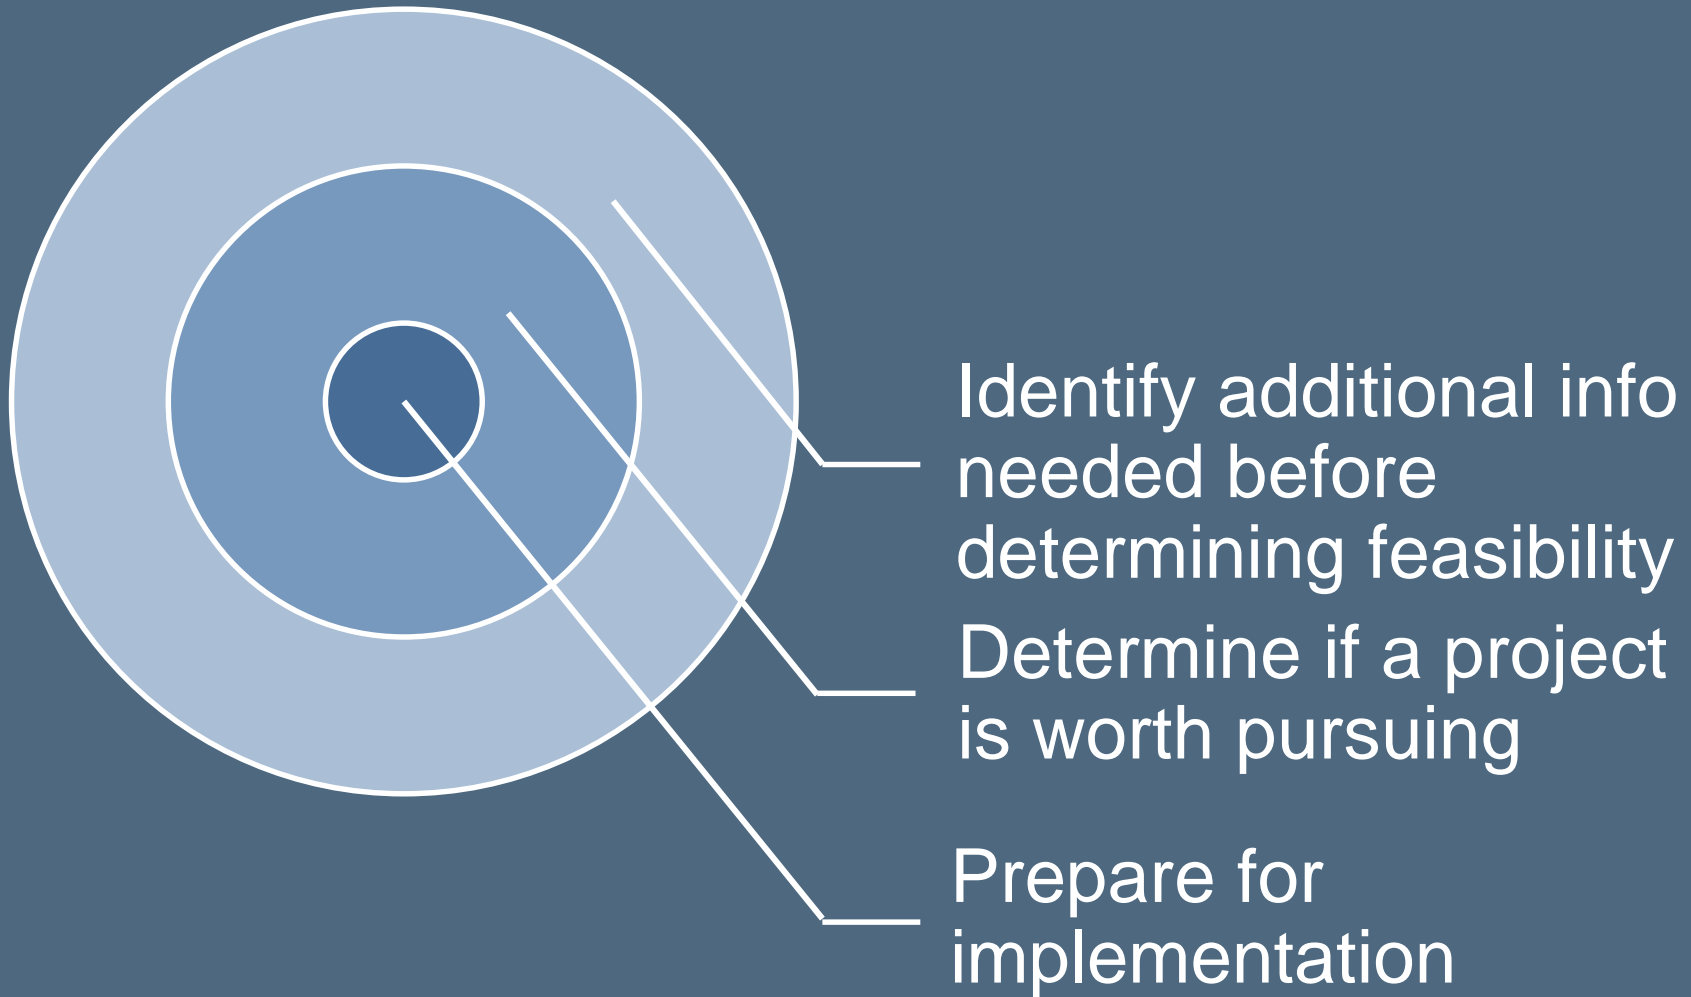 Identify additional info
needed before
determining feasibility
Determine if a project
is worth pursuing
Prepare for
implementation